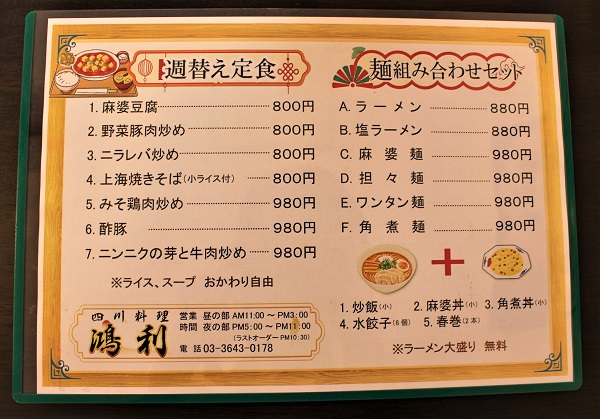 週替え定食
1. 麻婆豆腐 800円
2. 野菜豚肉炒め 800円
3. ニラレバ炒め 800円
4. 上海焼きそば(小ライス付) 800円
5. みそ鶏肉炒め 980円
6. 酢豚 980円
7. ニンニクの芽と牛肉炒め 980円
※ライス、スープ おかわり自由
四川料理
鴻利
営業時間 昼の部 AM11:00～PM3:00
夜の部 PM5:00～PM11:00
(ラストオーダーPM10:30)
電話 03-3643-0178
麺組み合わせセット
A. ラーメン 880円
B. 塩ラーメン 880円
C. 麻婆麺 980円
D. 担々麺 980円
E. ワンタン麺 980円
F. 角煮麺 980円
+
1. 炒飯(小) 2. 麻婆丼(小) 3. 角煮丼(小)
4. 水餃子(6個) 5. 春巻(2本)
※ラーメン大盛り 無料